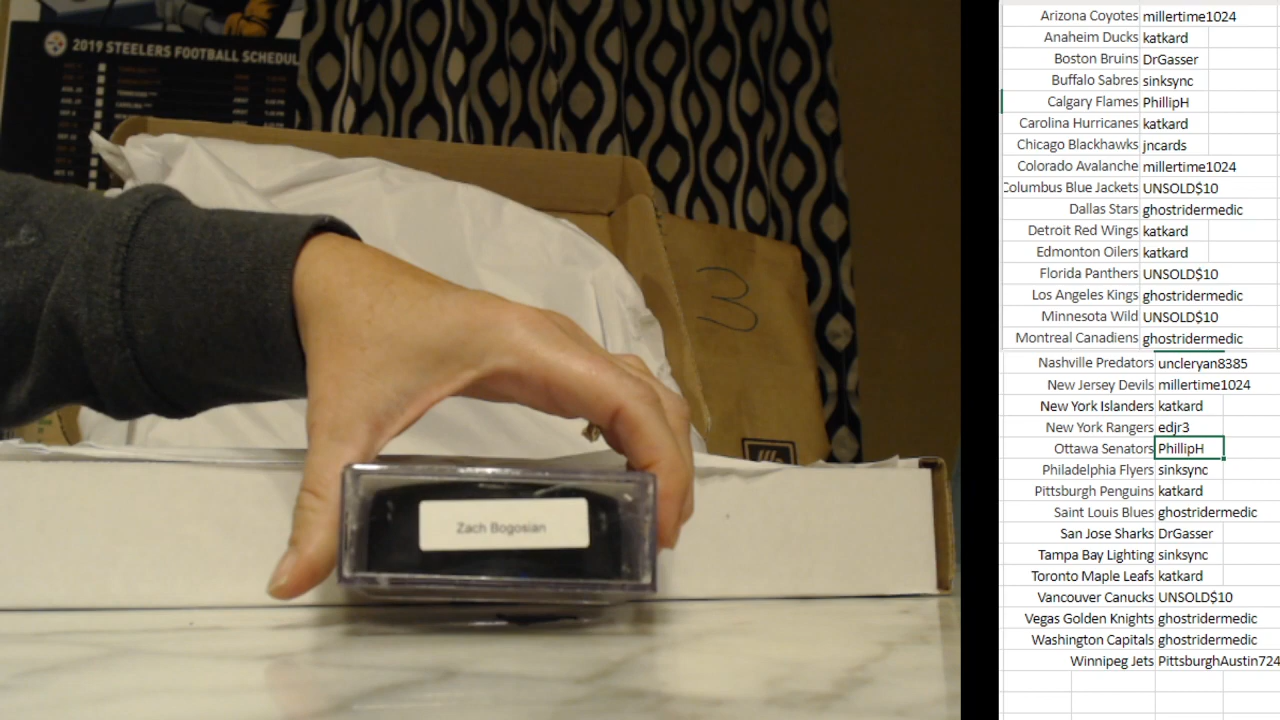 2019 STEELERS FOOTBALL SCHEDUL
3
Zach Bogosian
Arizona Coyotes millertime1024
Anaheim Ducks katkard
Boston Bruins DrGasser
Buffalo Sabres sinksync
Calgary Flames PhillipH
Carolina Hurricanes katkard
Chicago Blackhawks jncards
Colorado Avalanche millertime1024
Columbus Blue Jackets UNSOLD$10
Dallas Stars ghostridermedic
Detroit Red Wings katkard
Edmonton Oilers katkard
Florida Panthers UNSOLD$10
Los Angeles Kings ghostridermedic
Minnesota Wild UNSOLD$10
Montreal Canadiens ghostridermedic
Nashville Predators uncleryan8385
New Jersey Devils millertime1024
New York Islanders katkard
New York Rangers edjr3
Ottawa Senators PhillipH
Philadelphia Flyers sinksync
Pittsburgh Penguins katkard
Saint Louis Blues ghostridermedic
San Jose Sharks DrGasser
Tampa Bay Lighting sinksync
Toronto Maple Leafs katkard
Vancouver Canucks UNSOLD$10
Vegas Golden Knights ghostridermedic
Washington Capitals ghostridermedic
Winnipeg Jets PittsburghAustin724